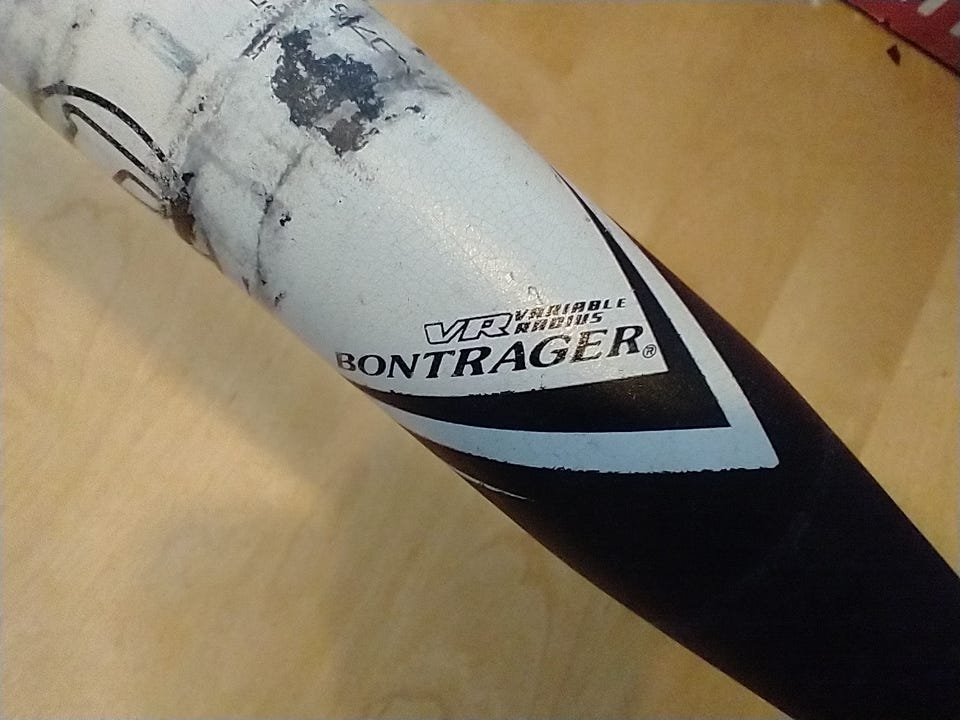 VR VARIABLE
RADIUS
BONTRAGER®